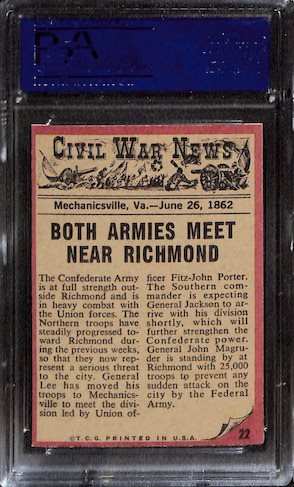 PSA
CIVIL WAR NEWS
Mechanicsville, Va.—June 26, 1862
BOTH ARMIES MEET
NEAR RICHMOND
The Confederate Army
is at full strength out-
side Richmond and is
in heavy combat with
the Union forces. The
Northern troops have
steadily progressed to-
ward Richmond during
the previous weeks,
so that they now rep-
resent a serious threat
to the city. General
Lee has moved his
troops to Mechanics-
ville to meet the divi-
sion led by Union of-
ficer Fitz-John Porter.
The Southern com-
mander is expecting
General Jackson to ar-
rive with his division
shortly, which will
further strengthen the
Confederate power.
General John Magru-
der is standing by at
Richmond with 25,000
troops tp prevent any
sudden attack on the
city by the Federal
Army.
©T.C.G. PRINTED IN U.S.A.
22